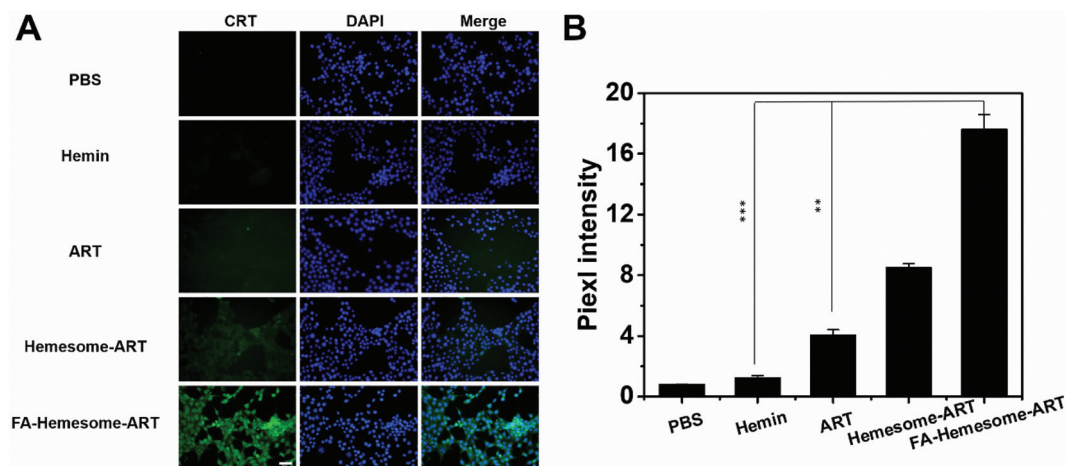 A
CRT DAPI Merge
PBS
Hemin
ART
Hemesome-ART
FA-Hemesome-ART
B
Piexl intensity
20
16
12
8
4
0
***
**
PBS Hemin ART Hemesome-ART FA-Hemesome-ART